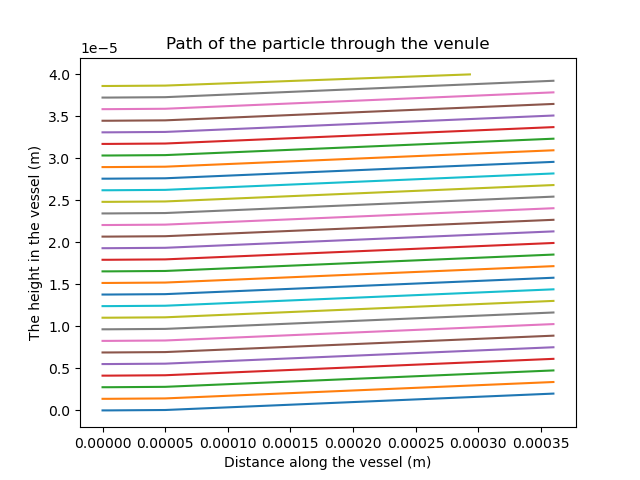 Path of the particle through the venule
1e−5
4.0
3.5
3.0
2.5
2.0
1.5
1.0
0.5
0.0
The height in the vessel (m)
0.00000 0.00005 0.00010 0.00015 0.00020 0.00025 0.00030 0.00035
Distance along the vessel (m)